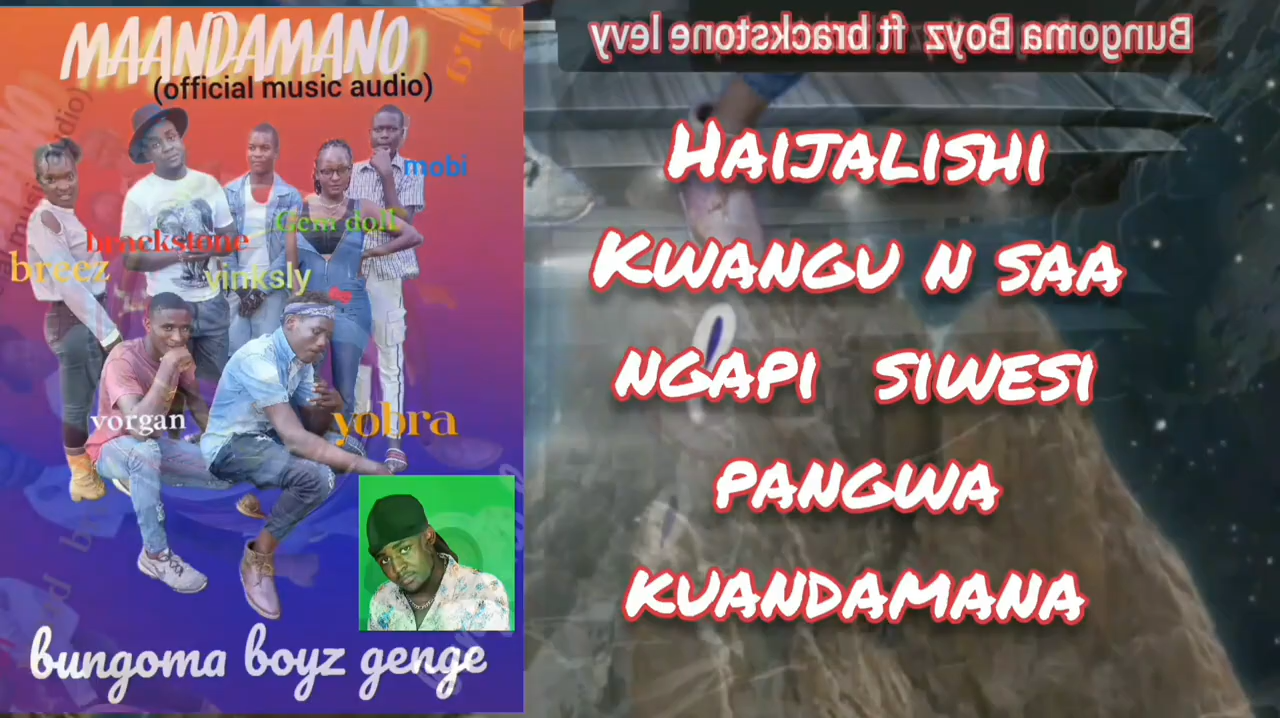 MAANDAMANO
(official music audio)
mobi
Gem doll
brackstone
breez
vinksly
vorgan
yobra
bungoma boyz genge
Bungoma Boyz ft brackstone levy
HAIJALISHI
KWANGU N SAA
NGAPI SIWESI
PANGWA
KUANDAMANA